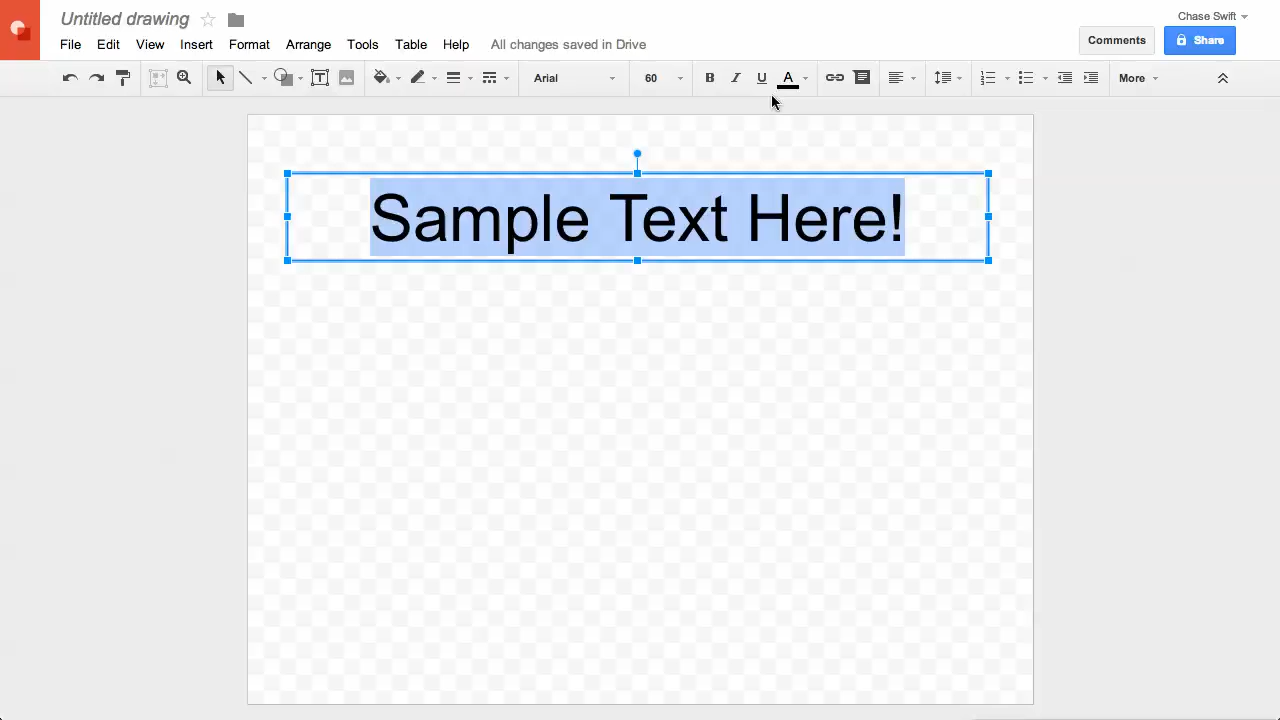 Untitled drawing
Chase Swift
File Edit View Insert Format Arrange Tools Table Help All changes saved in Drive
Comments Share
Arial 60 B I U A More
Sample Text Here!